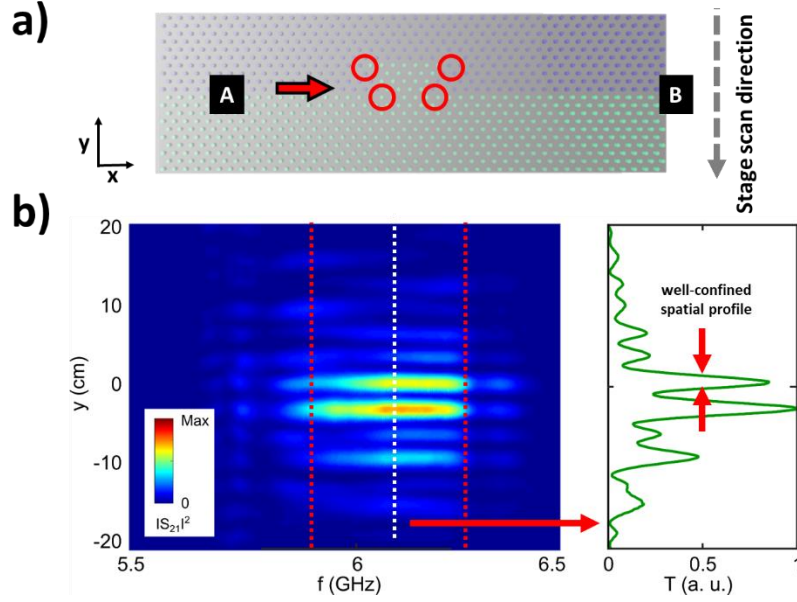 a)
A
B
Stage scan direction
y
x
b)
20
10
0
-10
-20
y (cm)
Max
0
|S21|²
5.5
6
6.5
f (GHz)
well-confined
spatial profile
0
0.5
1
T (a. u.)